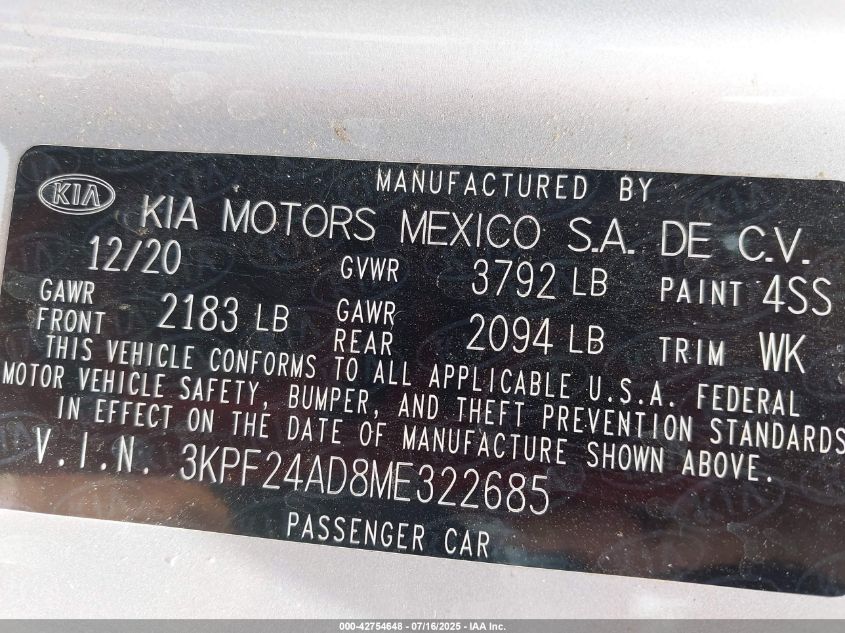 MANUFACTURED BY
KIA KIA MOTORS MEXICO S.A. DE C.V.
12/20 GVWR 3792 LB PAINT 4SS
GAWR FRONT 2183 LB GAWR REAR 2094 LB TRIM WK
THIS VEHICLE CONFORMS TO ALL APPLICABLE U.S.A. FEDERAL
MOTOR VEHICLE SAFETY, BUMPER, AND THEFT PREVENTION STANDARDS
IN EFFECT ON THE DATE OF MANUFACTURE SHOWN ABOVE.
V.I.N. 3KPF24AD8ME322685
PASSENGER CAR
000-42754648 - 07/16/2025 - IAA Inc.